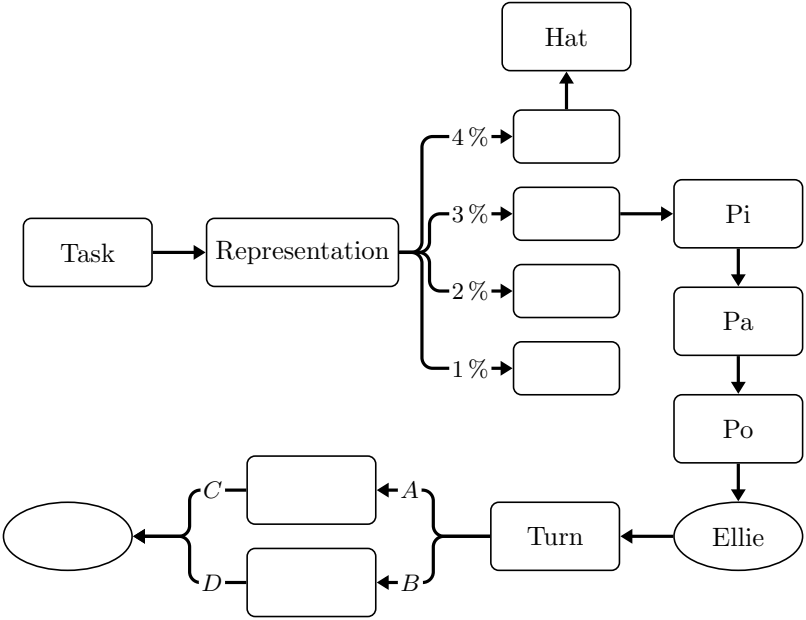 Hat
4 %
3 %
Pi
Task
Representation
2 %
Pa
1 %
Po
C
A
Turn
Ellie
D
B